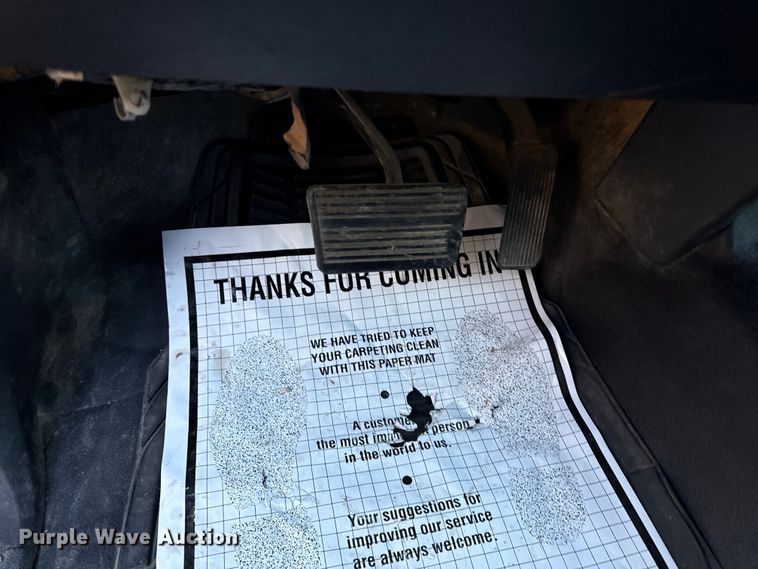 THANKS FOR COMING IN
WE HAVE TRIED TO KEEP
YOUR CARPETING CLEAN
WITH THIS PAPER MAT
A customer
the most im person
in the world to us.
Your suggestions for
improving our service
are always welcome.
Purple Wave Auction